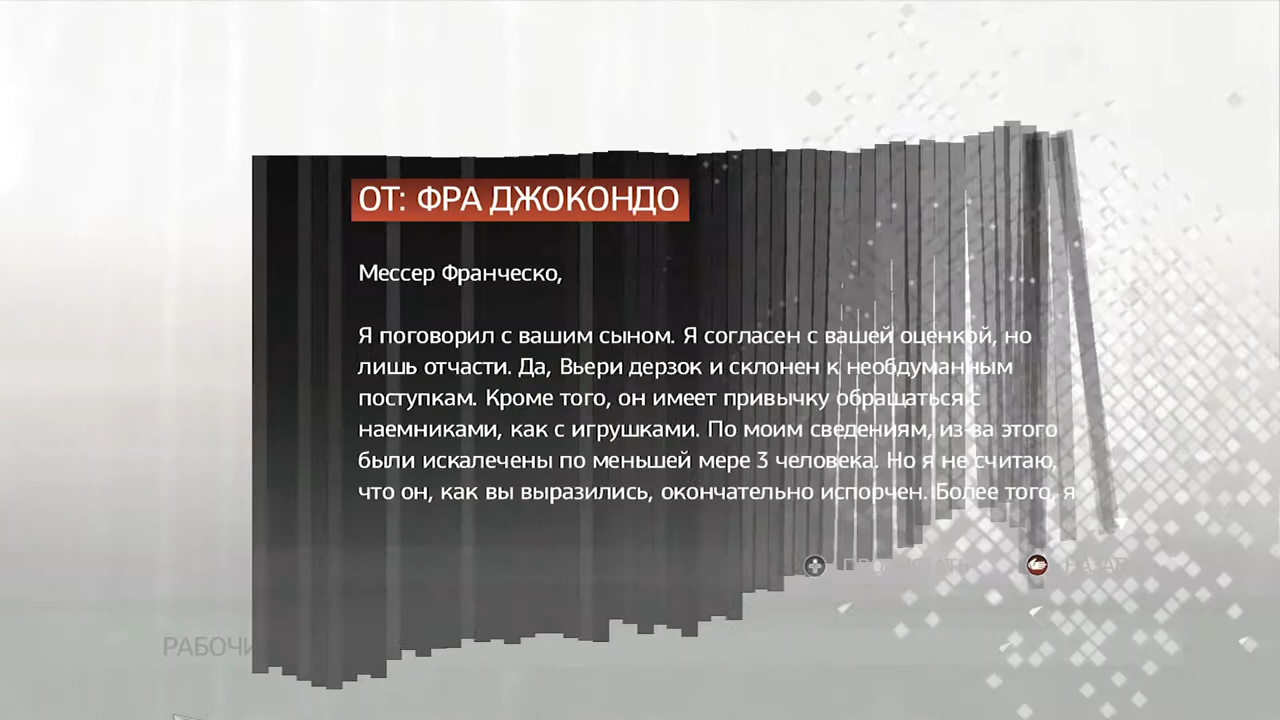 ОТ: ФРА ДЖОКОНДО
Мессер Франческо,
Я поговорил с вашим сыном. Я согласен с вашей оценкой, но
лишь отчасти. Да, Вьери дерзок и склонен к необдуманным
поступкам. Кроме того, он имеет привычку обращаться с
наемниками, как с игрушками. По моим сведениям, из-за этого
были искалечены по меньшей мере 3 человека. Но я не считаю,
что он, как вы выразились, окончательно испорчен. Более того, я
ПРОЛИСТАТЬ НАЗАД